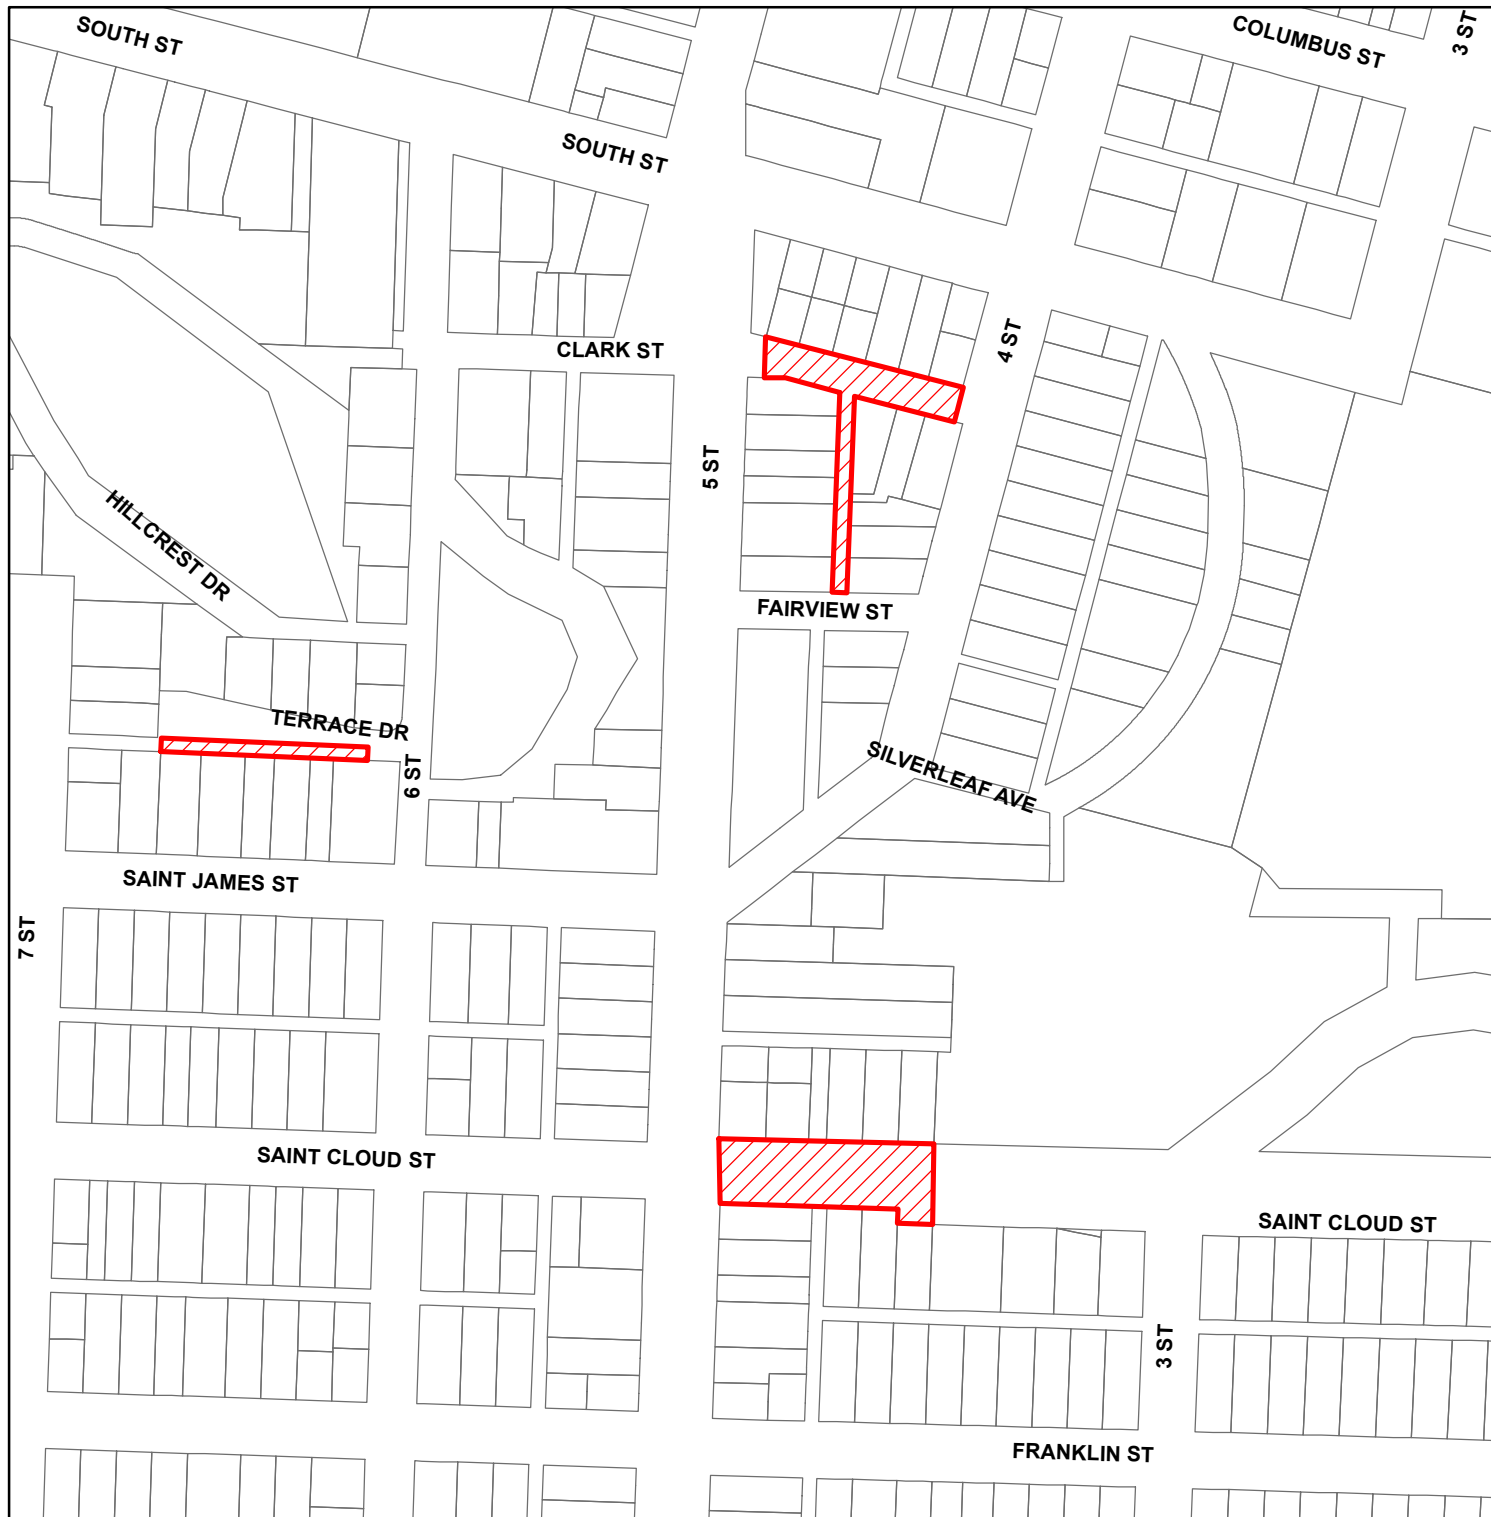 SOUTH ST
COLUMBUS ST
3 ST
SOUTH ST
CLARK ST
4 ST
5 ST
HILLCREST DR
FAIRVIEW ST
TERRACE DR
6 ST
SILVERLEAF AVE
SAINT JAMES ST
7 ST
SAINT CLOUD ST
SAINT CLOUD ST
3 ST
FRANKLIN ST